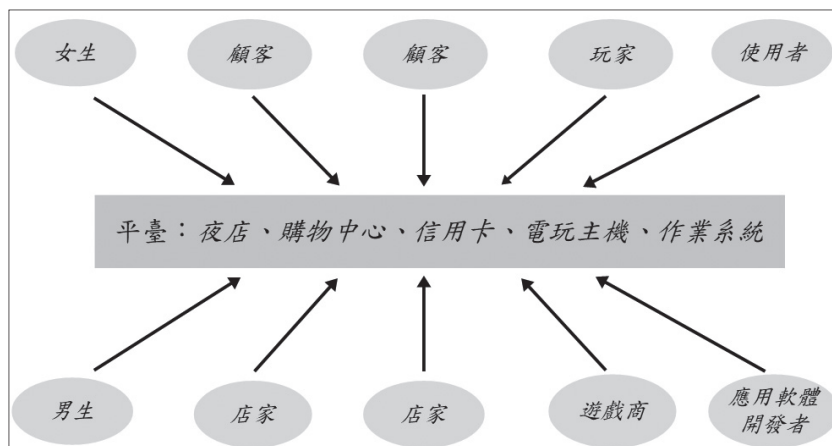 女生
顧客
顧客
玩家
使用者
平臺：夜店、購物中心、信用卡、電玩主機、作業系統
男生
店家
店家
遊戲商
應用軟體
開發者